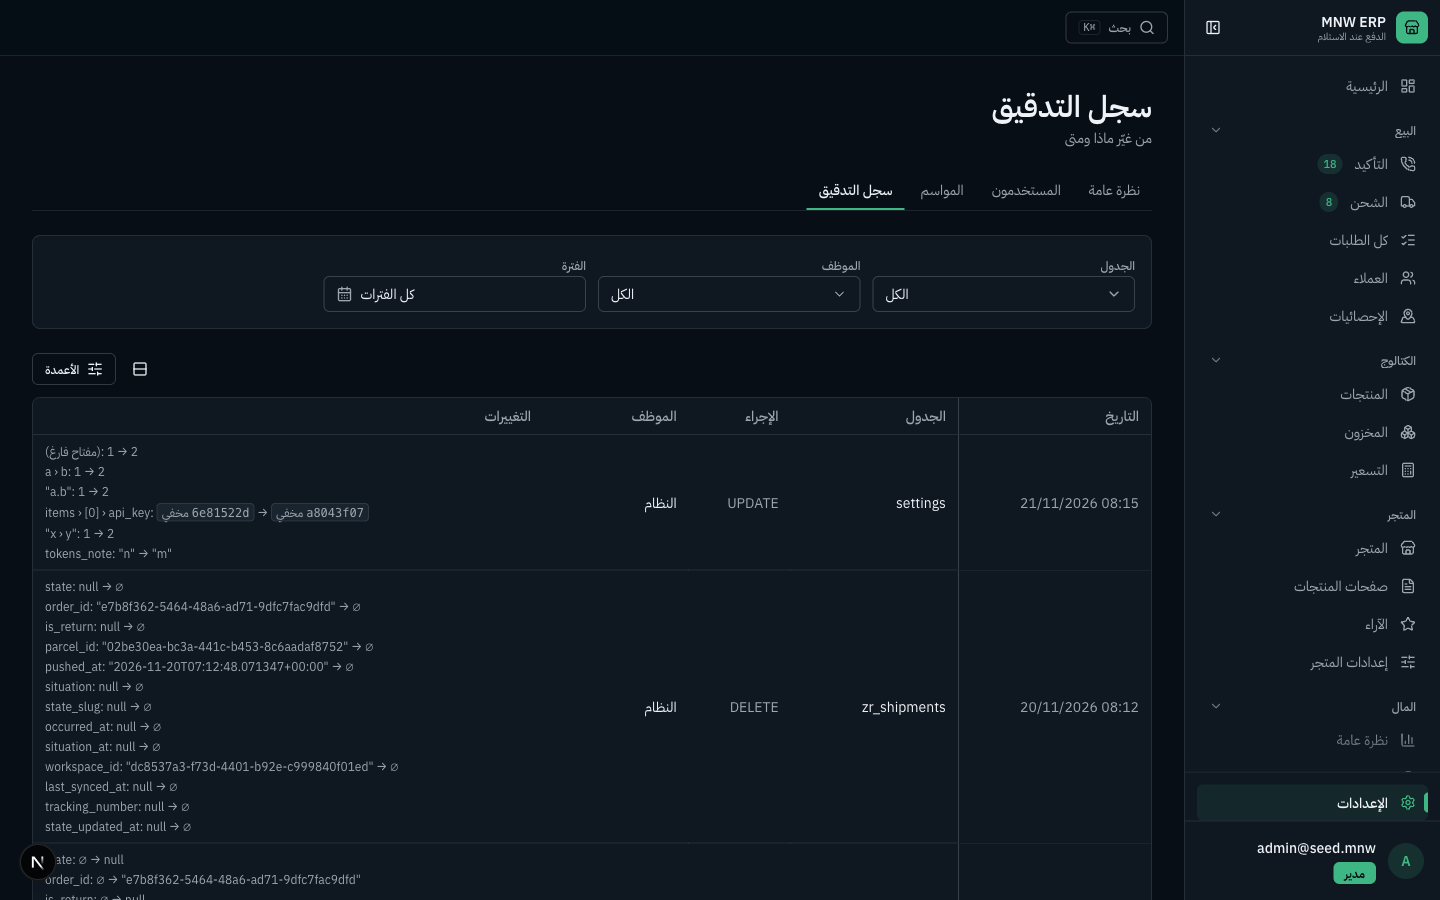 MNW ERP
الدفع عند الاستلام
بحث
K⌘
الرئيسية
البيع
التأكيد 18
الشحن 8
كل الطلبات
العملاء
الإحصائيات
الكتالوج
المنتجات
المخزون
التسعير
المتجر
المتجر
صفحات المنتجات
الآراء
إعدادات المتجر
المال
نظرة عامة
الإعدادات
admin@seed.mnw
مدير
A
سجل التدقيق
من غيّر ماذا ومتى
نظرة عامة
المستخدمون
المواسم
سجل التدقيق
الجدول
الكل
الموظف
الكل
الفترة
كل الفترات
الأعمدة
التاريخ الجدول الإجراء الموظف التغييرات
21/11/2026 08:15 settings UPDATE النظام
(مفتاح فارغ): 1 → 2
a › b: 1 → 2
"a.b": 1 → 2
items › [0] › api_key: مخفي 6e81522d → مخفي a8043f07
"x › y": 1 → 2
tokens_note: "n" → "m"
20/11/2026 08:12 zr_shipments DELETE النظام
state: null → ∅
order_id: "e7b8f362-5464-48a6-ad71-9dfc7fac9dfd" → ∅
is_return: null → ∅
parcel_id: "02be30ea-bc3a-441c-b453-8c6aadaf8752" → ∅
pushed_at: "2026-11-20T07:12:48.071347+00:00" → ∅
situation: null → ∅
state_slug: null → ∅
occurred_at: null → ∅
situation_at: null → ∅
workspace_id: "dc8537a3-f73d-4401-b92e-c999840f01ed" → ∅
last_synced_at: null → ∅
tracking_number: null → ∅
state_updated_at: null → ∅
ate: ∅ → null
order_id: ∅ → "e7b8f362-5464-48a6-ad71-9dfc7fac9dfd"
is_return: ∅ → null
N